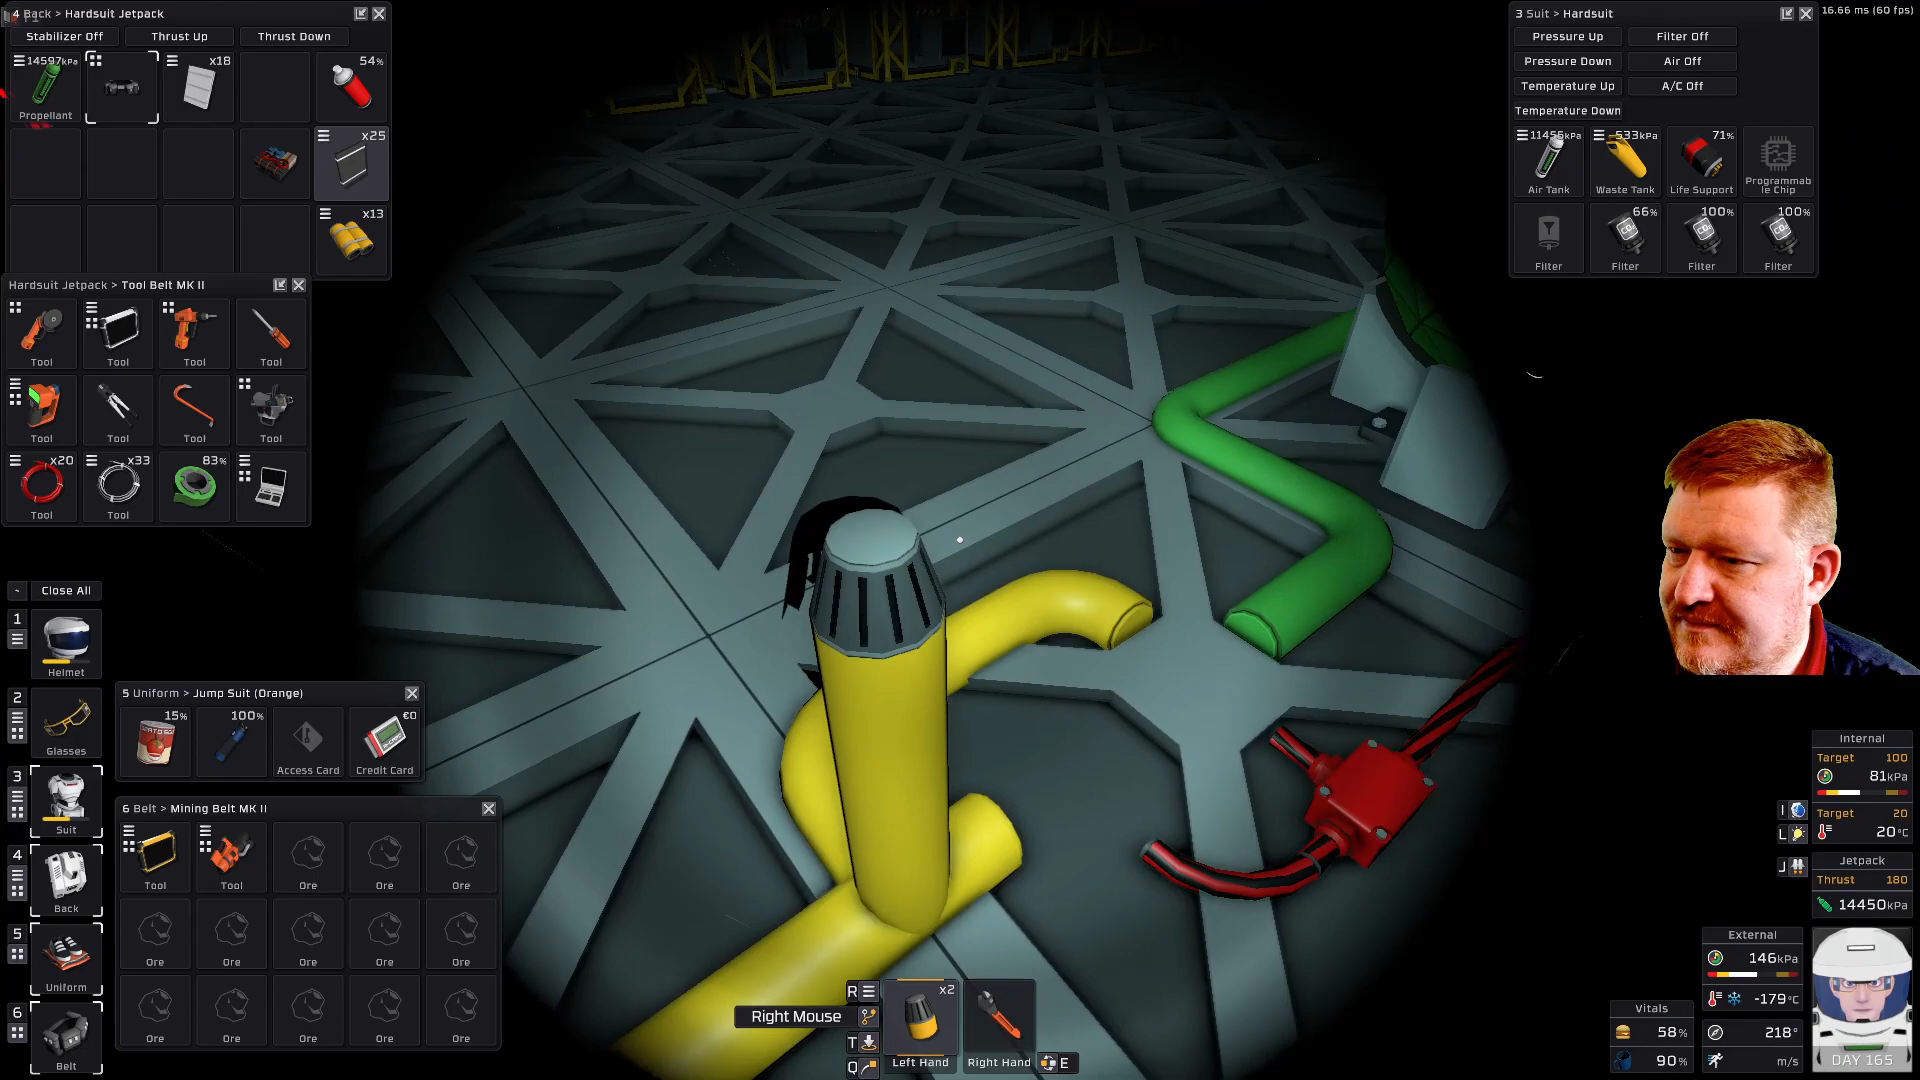 4 Back > Hardsuit Jetpack
Stabilizer Off Thrust Up Thrust Down
14597kPa
Propellant
x18
54%
x25
x13
Hardsuit Jetpack > Tool Belt MK II
Tool Tool Tool Tool
Tool Tool Tool Tool
x20 x33 83%
Tool Tool
~ Close All
1 Helmet
2 Glasses
3 Suit
4 Back
5 Uniform
6 Belt
5 Uniform > Jump Suit (Orange)
15% 100% €0
Access Card Credit Card
6 Belt > Mining Belt MK II
Tool Tool Ore Ore Ore
Ore Ore Ore Ore Ore
Ore Ore Ore Ore Ore
R
Right Mouse
T
Q
x2
Left Hand Right Hand E
3 Suit > Hardsuit
16.66 ms (60 fps)
Pressure Up Filter Off
Pressure Down Air Off
Temperature Up A/C Off
Temperature Down
11455kPa 533kPa 71%
Air Tank Waste Tank Life Support Programmab
le Chip
66% 100% 100%
Filter Filter Filter Filter
Internal
Target 100
81kPa
I
Target 20
L 20°C
Jetpack
J
Thrust 180
14450kPa
External
146kPa
-179°C
Vitals
58% 218°
90% m/s
DAY 165